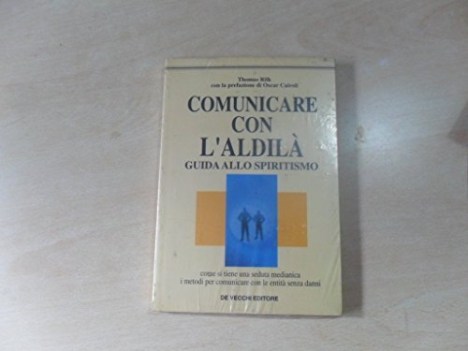 Thomas Rilk
con la prefazione di Oscar Caироli
COMUNICARE
CON
L'ALDILÀ
GUIDA ALLO SPIRITISMO
come si tiene una seduta medianica
i metodi per comunicare con le entità senza danni
DE VECCHI EDITORE